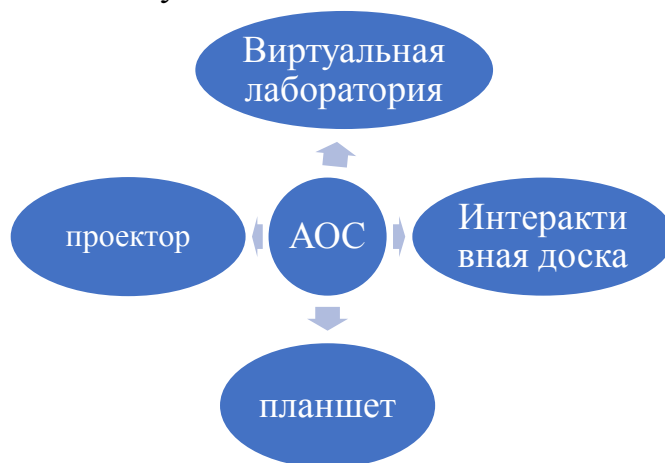 Виртуальная
лаборатория
проектор
АОС
Интеракти
вная доска
планшет